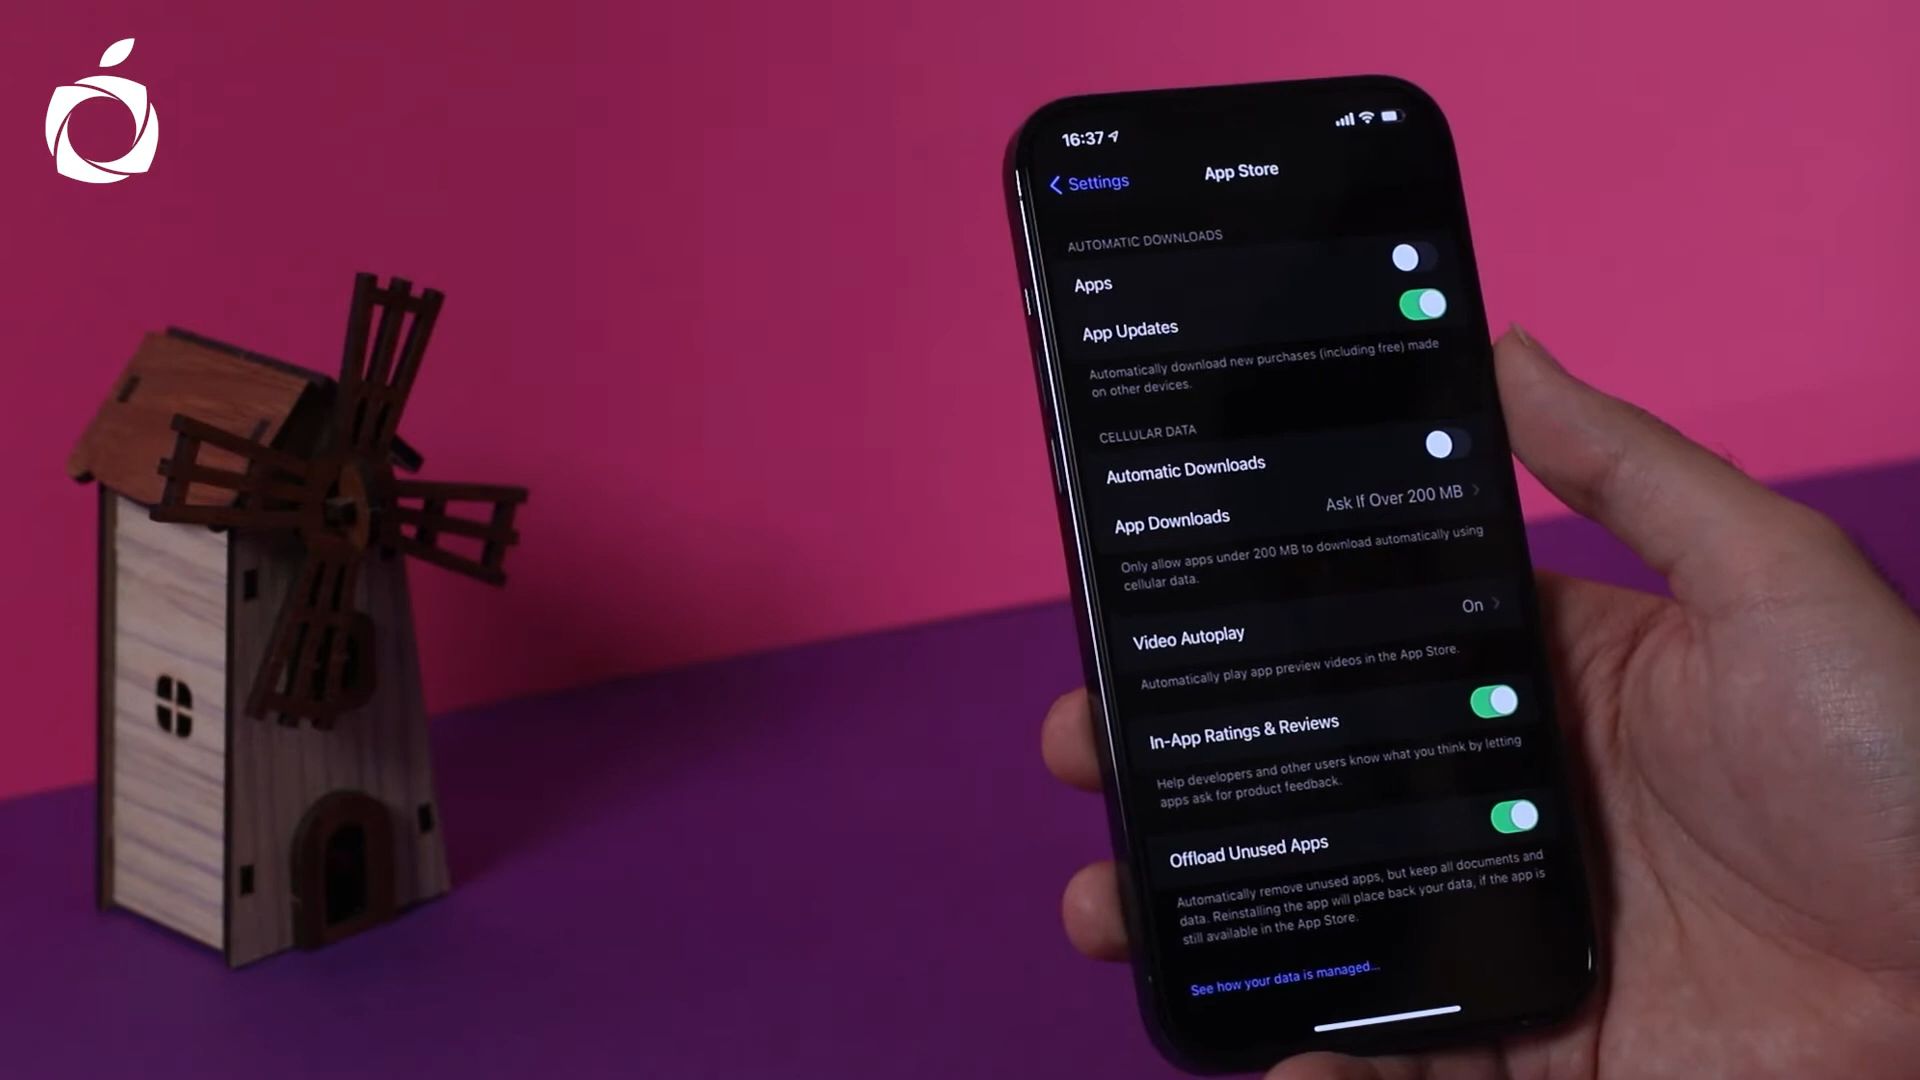 16:37
Settings
App Store
AUTOMATIC DOWNLOADS
Apps
App Updates
Automatically download new purchases (including free) made
on other devices.
CELLULAR DATA
Automatic Downloads
App Downloads
Ask If Over 200 MB
Only allow apps under 200 MB to download automatically using
cellular data.
Video Autoplay
On
Automatically play app preview videos in the App Store.
In-App Ratings & Reviews
Help developers and other users know what you think by letting
apps ask for product feedback.
Offload Unused Apps
Automatically remove unused apps, but keep all documents and
data. Reinstalling the app will place back your data, if the app is
still available in the App Store.
See how your data is managed...